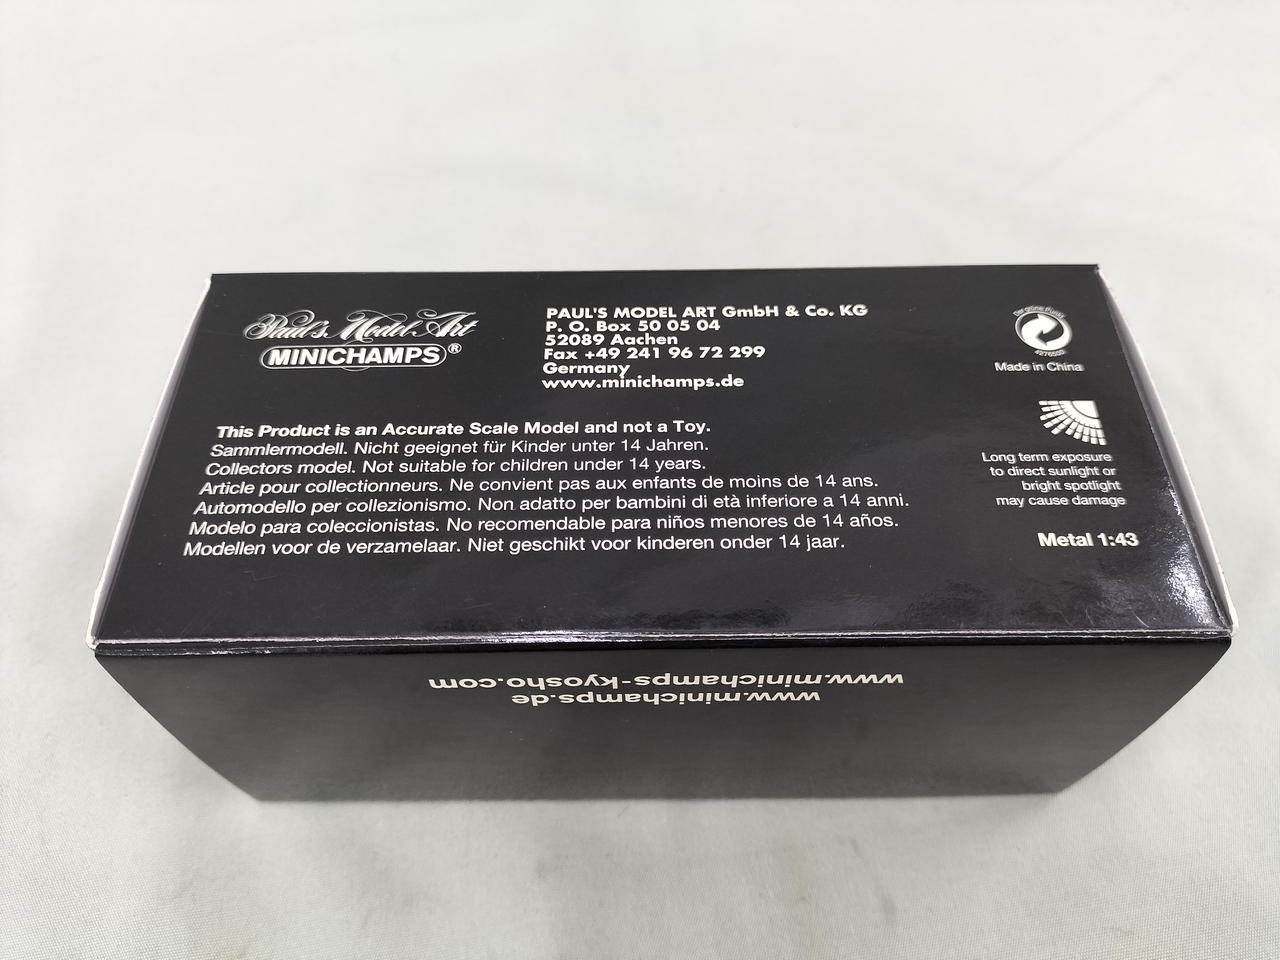 Paul's Model Art
MINICHAMPS®
PAUL'S MODEL ART GmbH & Co. KG
P. O. Box 50 05 04
52089 Aachen
Fax +49 241 96 72 299
Germany
www.minichamps.de
Der grüne Punkt
4276500
Made in China
This Product is an Accurate Scale Model and not a Toy.
Sammlermodell. Nicht geeignet für Kinder unter 14 Jahren.
Collectors model. Not suitable for children under 14 years.
Article pour collectionneurs. Ne convient pas aux enfants de moins de 14 ans.
Automodello per collezionismo. Non adatto per bambini di età inferiore a 14 anni.
Modelo para coleccionistas. No recomendable para niños menores de 14 años.
Modellen voor de verzamelaar. Niet geschikt voor kinderen onder 14 jaar.
Long term exposure
to direct sunlight or
bright spotlight
may cause damage
Metal 1:43
www.minichamps.de
www.minichamps-kyosho.com